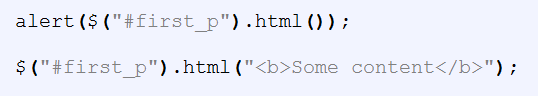 alert($("#first_p").html());
$("#first_p").html("<b>Some content</b>");